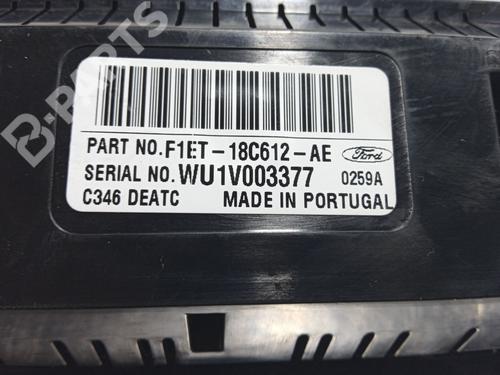 B-PARTS
PART NO. F1ET-18C612-AE Ford
SERIAL NO. WU1V003377 0259A
C346 DEATC MADE IN PORTUGAL